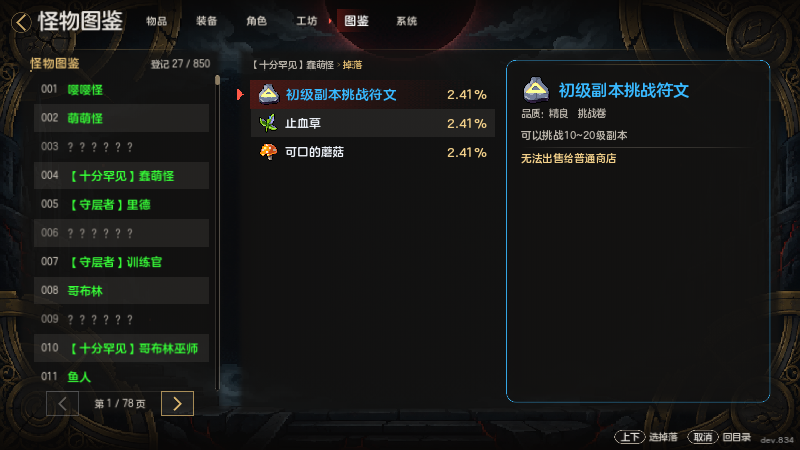 怪物图鉴 物品 装备 角色 工坊 图鉴 系统
怪物图鉴 登记 27 / 850
001 嘤嘤怪
002 萌萌怪
003 ? ? ? ? ? ?
004 【十分罕见】蠢萌怪
005 【守层者】里德
006 ? ? ? ? ? ?
007 【守层者】训练官
008 哥布林
009 ? ? ? ? ? ?
010 【十分罕见】哥布林巫师
011 鱼人
第 1 / 78 页
【十分罕见】蠢萌怪 · 掉落
初级副本挑战符文 2.41%
止血草 2.41%
可口的蘑菇 2.41%
初级副本挑战符文
品质: 精良 挑战卷
可以挑战10~20级副本
无法出售给普通商店
上下 选掉落 取消 回目录 dev.834